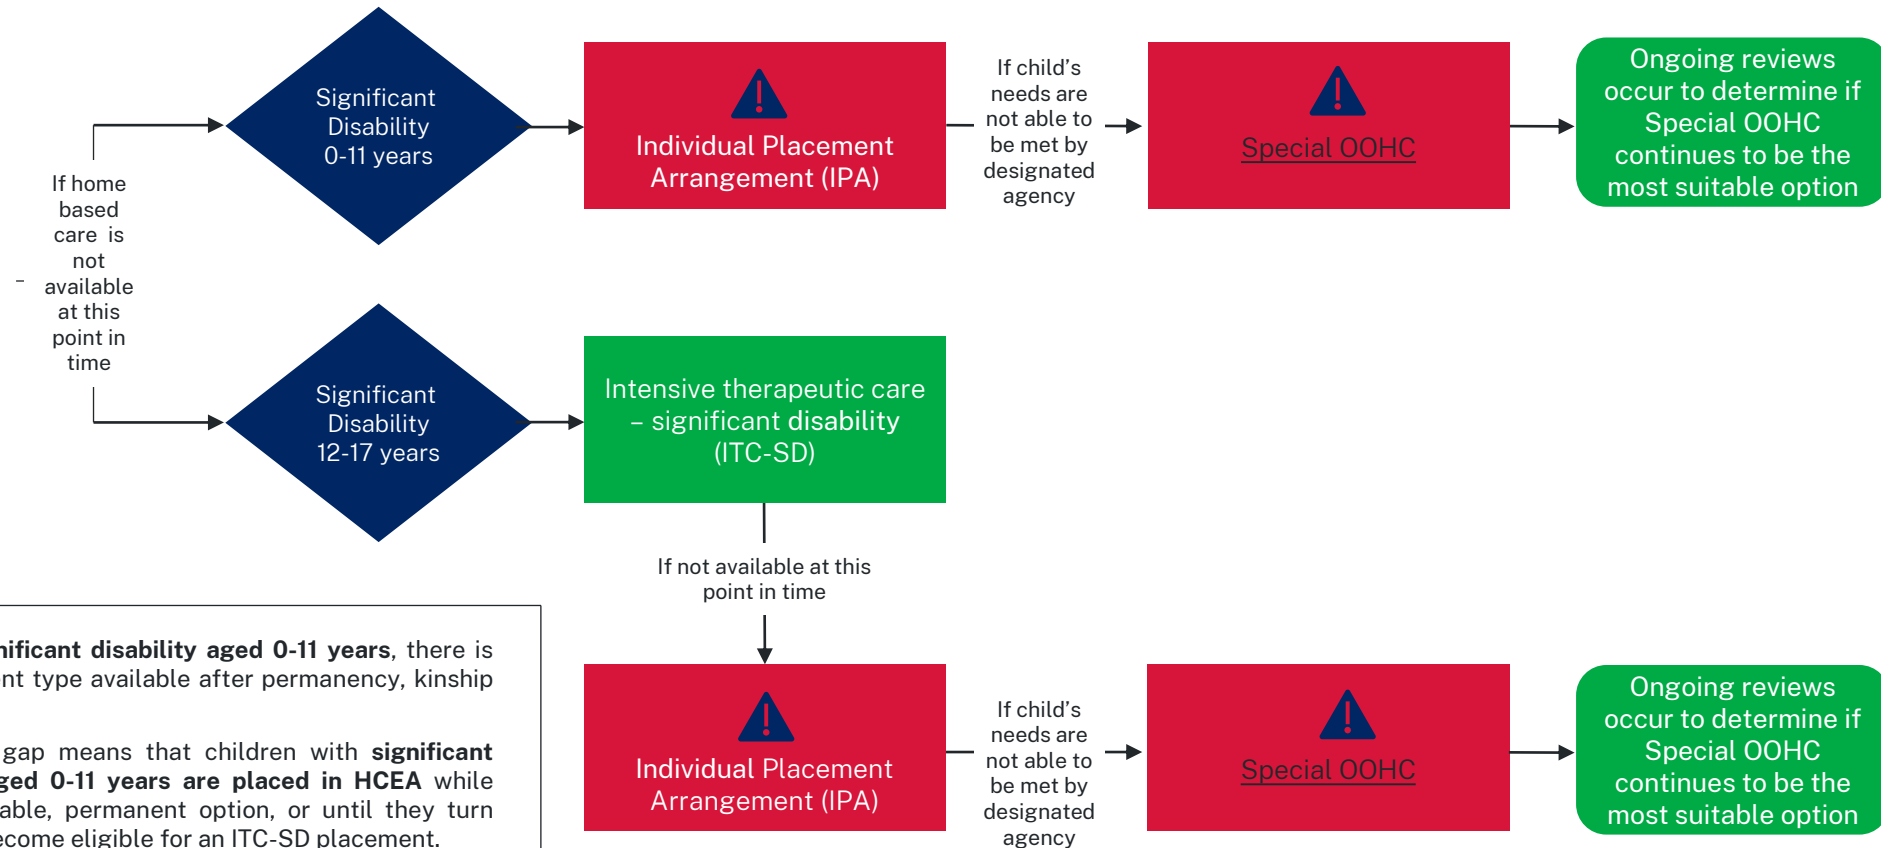 If home
based
care is
not
available
at this
point in
time
Significant
Disability
0-11 years
Individual Placement
Arrangement (IPA)
If child's
needs are
not able to
be met by
designated
agency
Special OOHC
Ongoing reviews
occur to determine if
Special OOHC
continues to be the
most suitable option
Significant
Disability
12-17 years
Intensive therapeutic care
– significant disability
(ITC-SD)
If not available at this
point in time
Individual Placement
Arrangement (IPA)
If child's
needs are
not able to
be met by
designated
agency
Special OOHC
Ongoing reviews
occur to determine if
Special OOHC
continues to be the
most suitable option
nificant disability aged 0-11 years, there is
ent type available after permanency, kinship
gap means that children with significant
ged 0-11 years are placed in HCEA while
able, permanent option, or until they turn
ecome eligible for an ITC-SD placement.